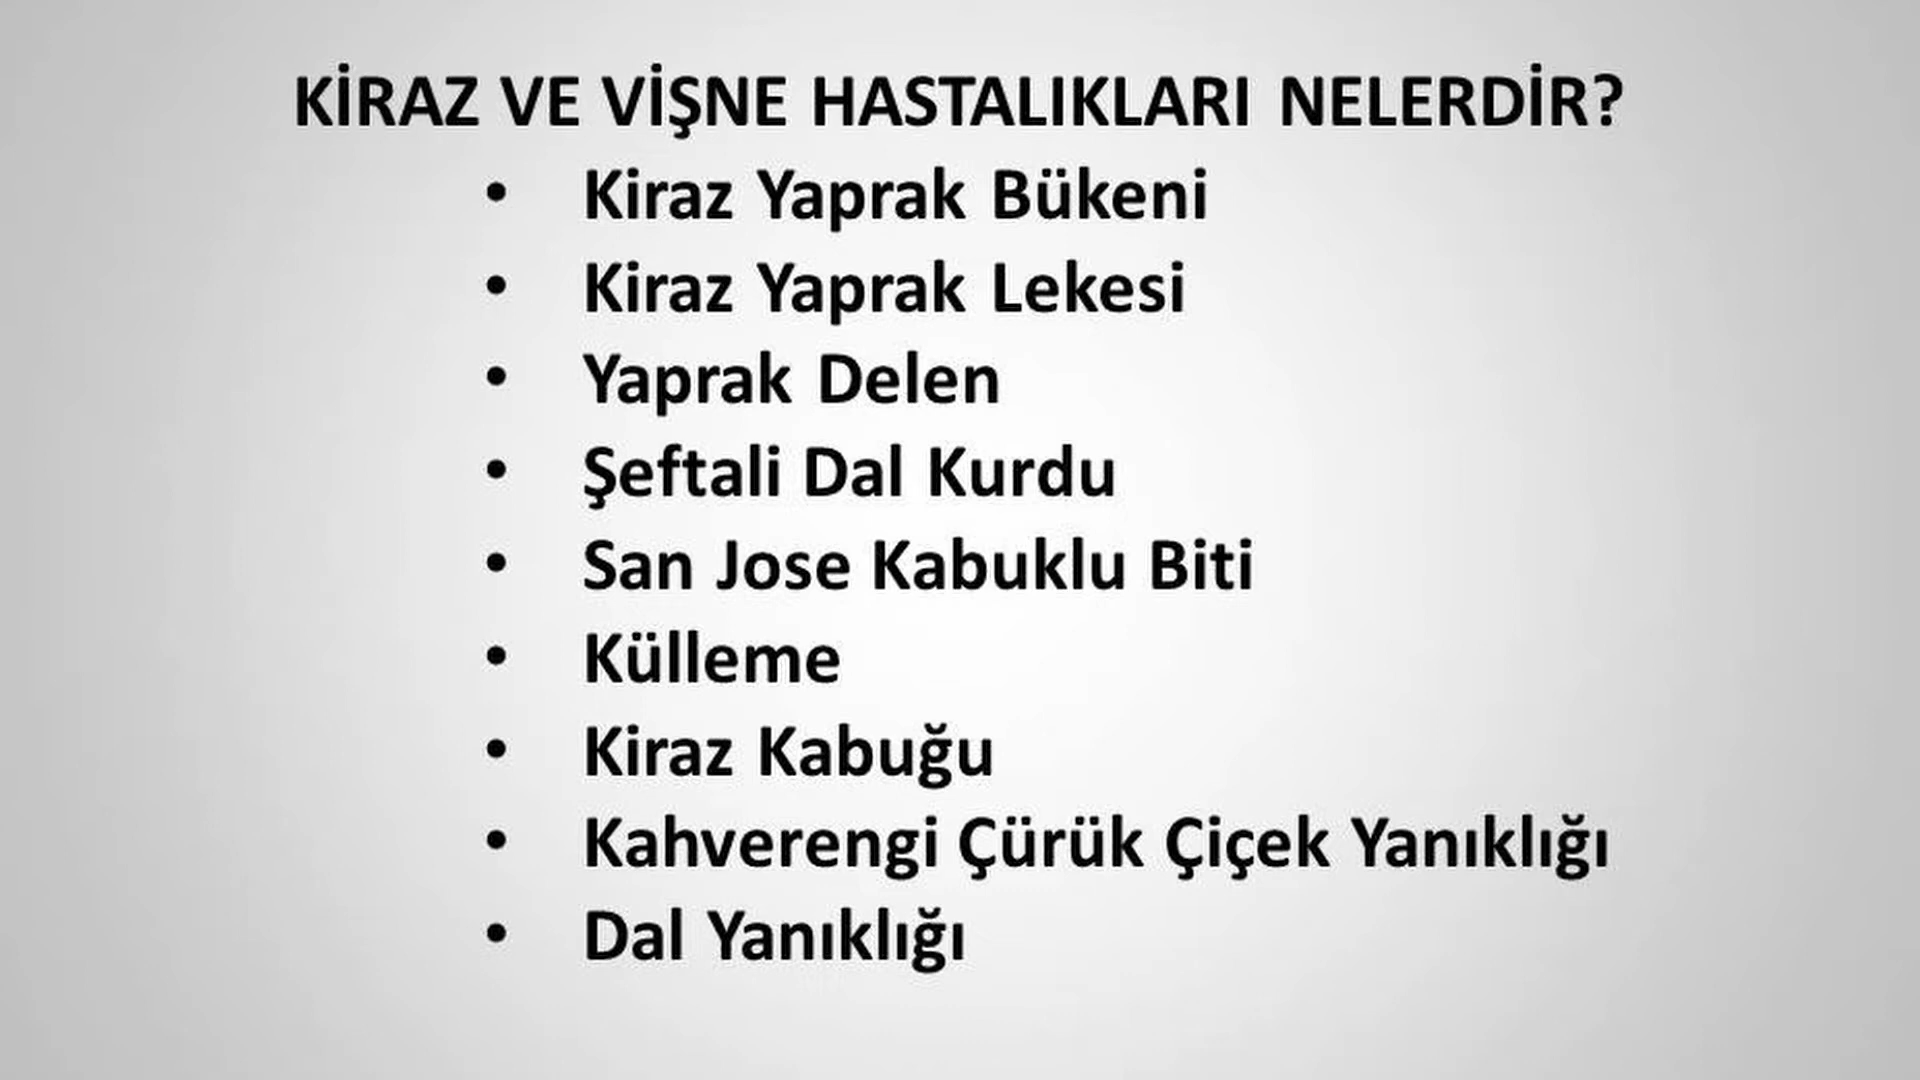 KİRAZ VE VİŞNE HASTALIKLARI NELERDİR?
• Kiraz Yaprak Bükeni
• Kiraz Yaprak Lekesi
• Yaprak Delen
• Şeftali Dal Kurdu
• San Jose Kabuklu Biti
• Külleme
• Kiraz Kabuğu
• Kahverengi Çürük Çiçek Yanıklığı
• Dal Yanıklığı